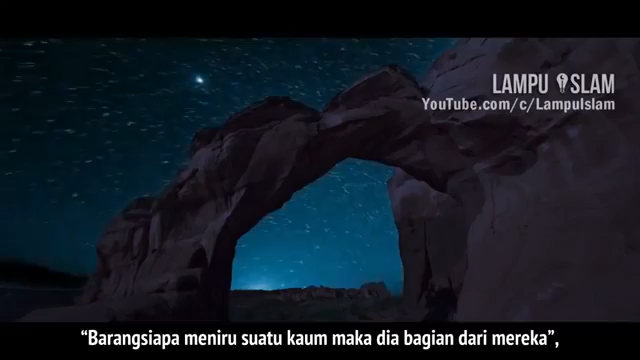 LAMPU ISLAM
YouTube.com/c/LampuIslam
“Barangsiapa meniru suatu kaum maka dia bagian dari mereka”,